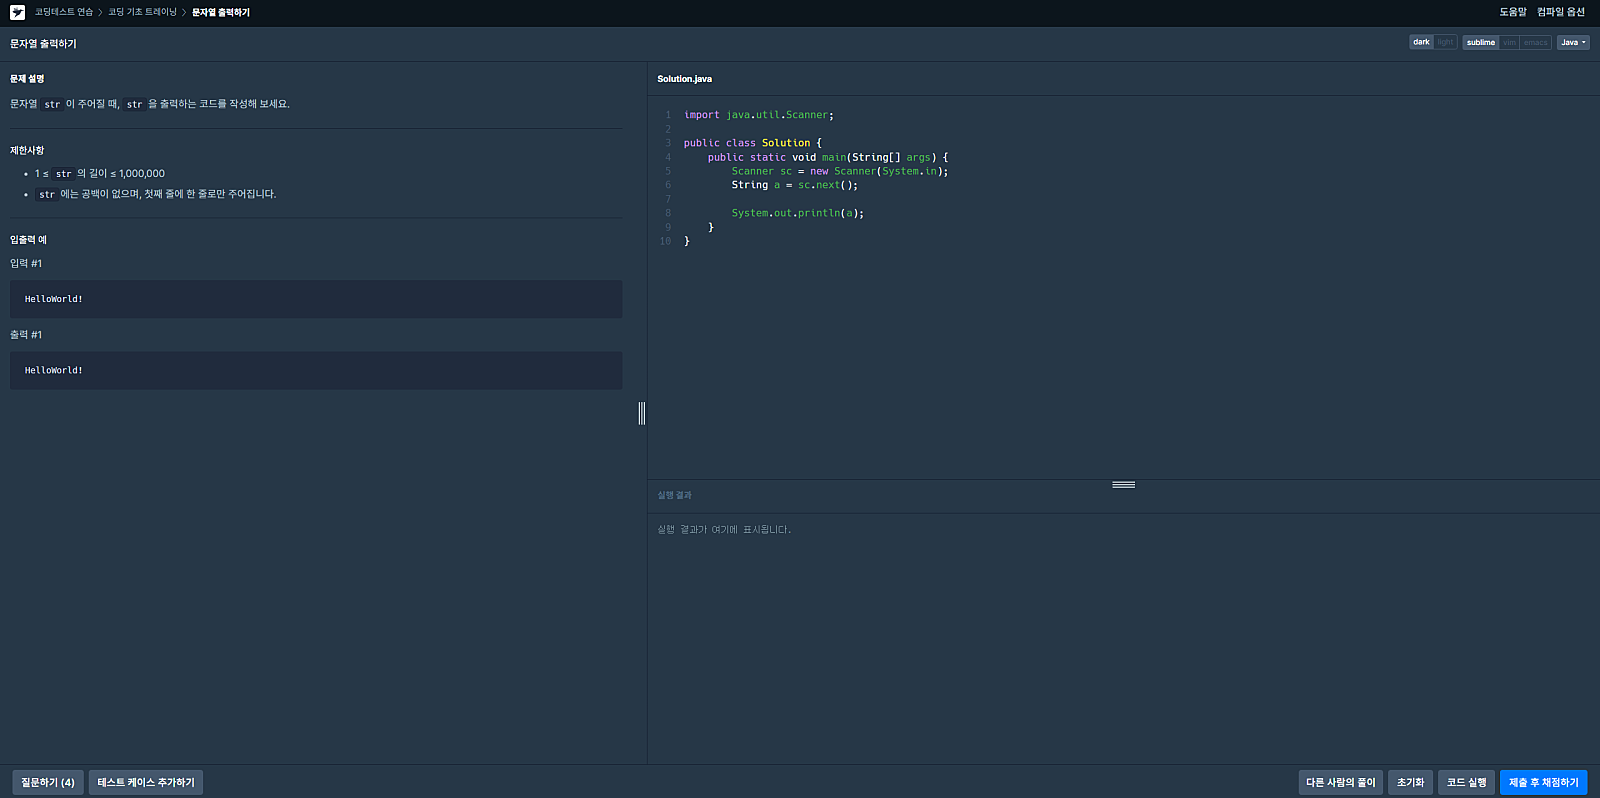 코딩테스트 연습 > 코딩 기초 트레이닝 > 문자열 출력하기
도움말 컴파일 옵션
문자열 출력하기
dark light sublime vim emacs Java
문제 설명
문자열 str 이 주어질 때, str 을 출력하는 코드를 작성해 보세요.
제한사항
• 1 ≤ str 의 길이 ≤ 1,000,000
• str 에는 공백이 없으며, 첫째 줄에 한 줄로만 주어집니다.
입출력 예
입력 #1
HelloWorld!
출력 #1
HelloWorld!
Solution.java
1 import java.util.Scanner;
2
3 public class Solution {
4     public static void main(String[] args) {
5         Scanner sc = new Scanner(System.in);
6         String a = sc.next();
7
8         System.out.println(a);
9     }
10 }
실행 결과
실행 결과가 여기에 표시됩니다.
질문하기 (4) 테스트 케이스 추가하기
다른 사람의 풀이 초기화 코드 실행 제출 후 채점하기